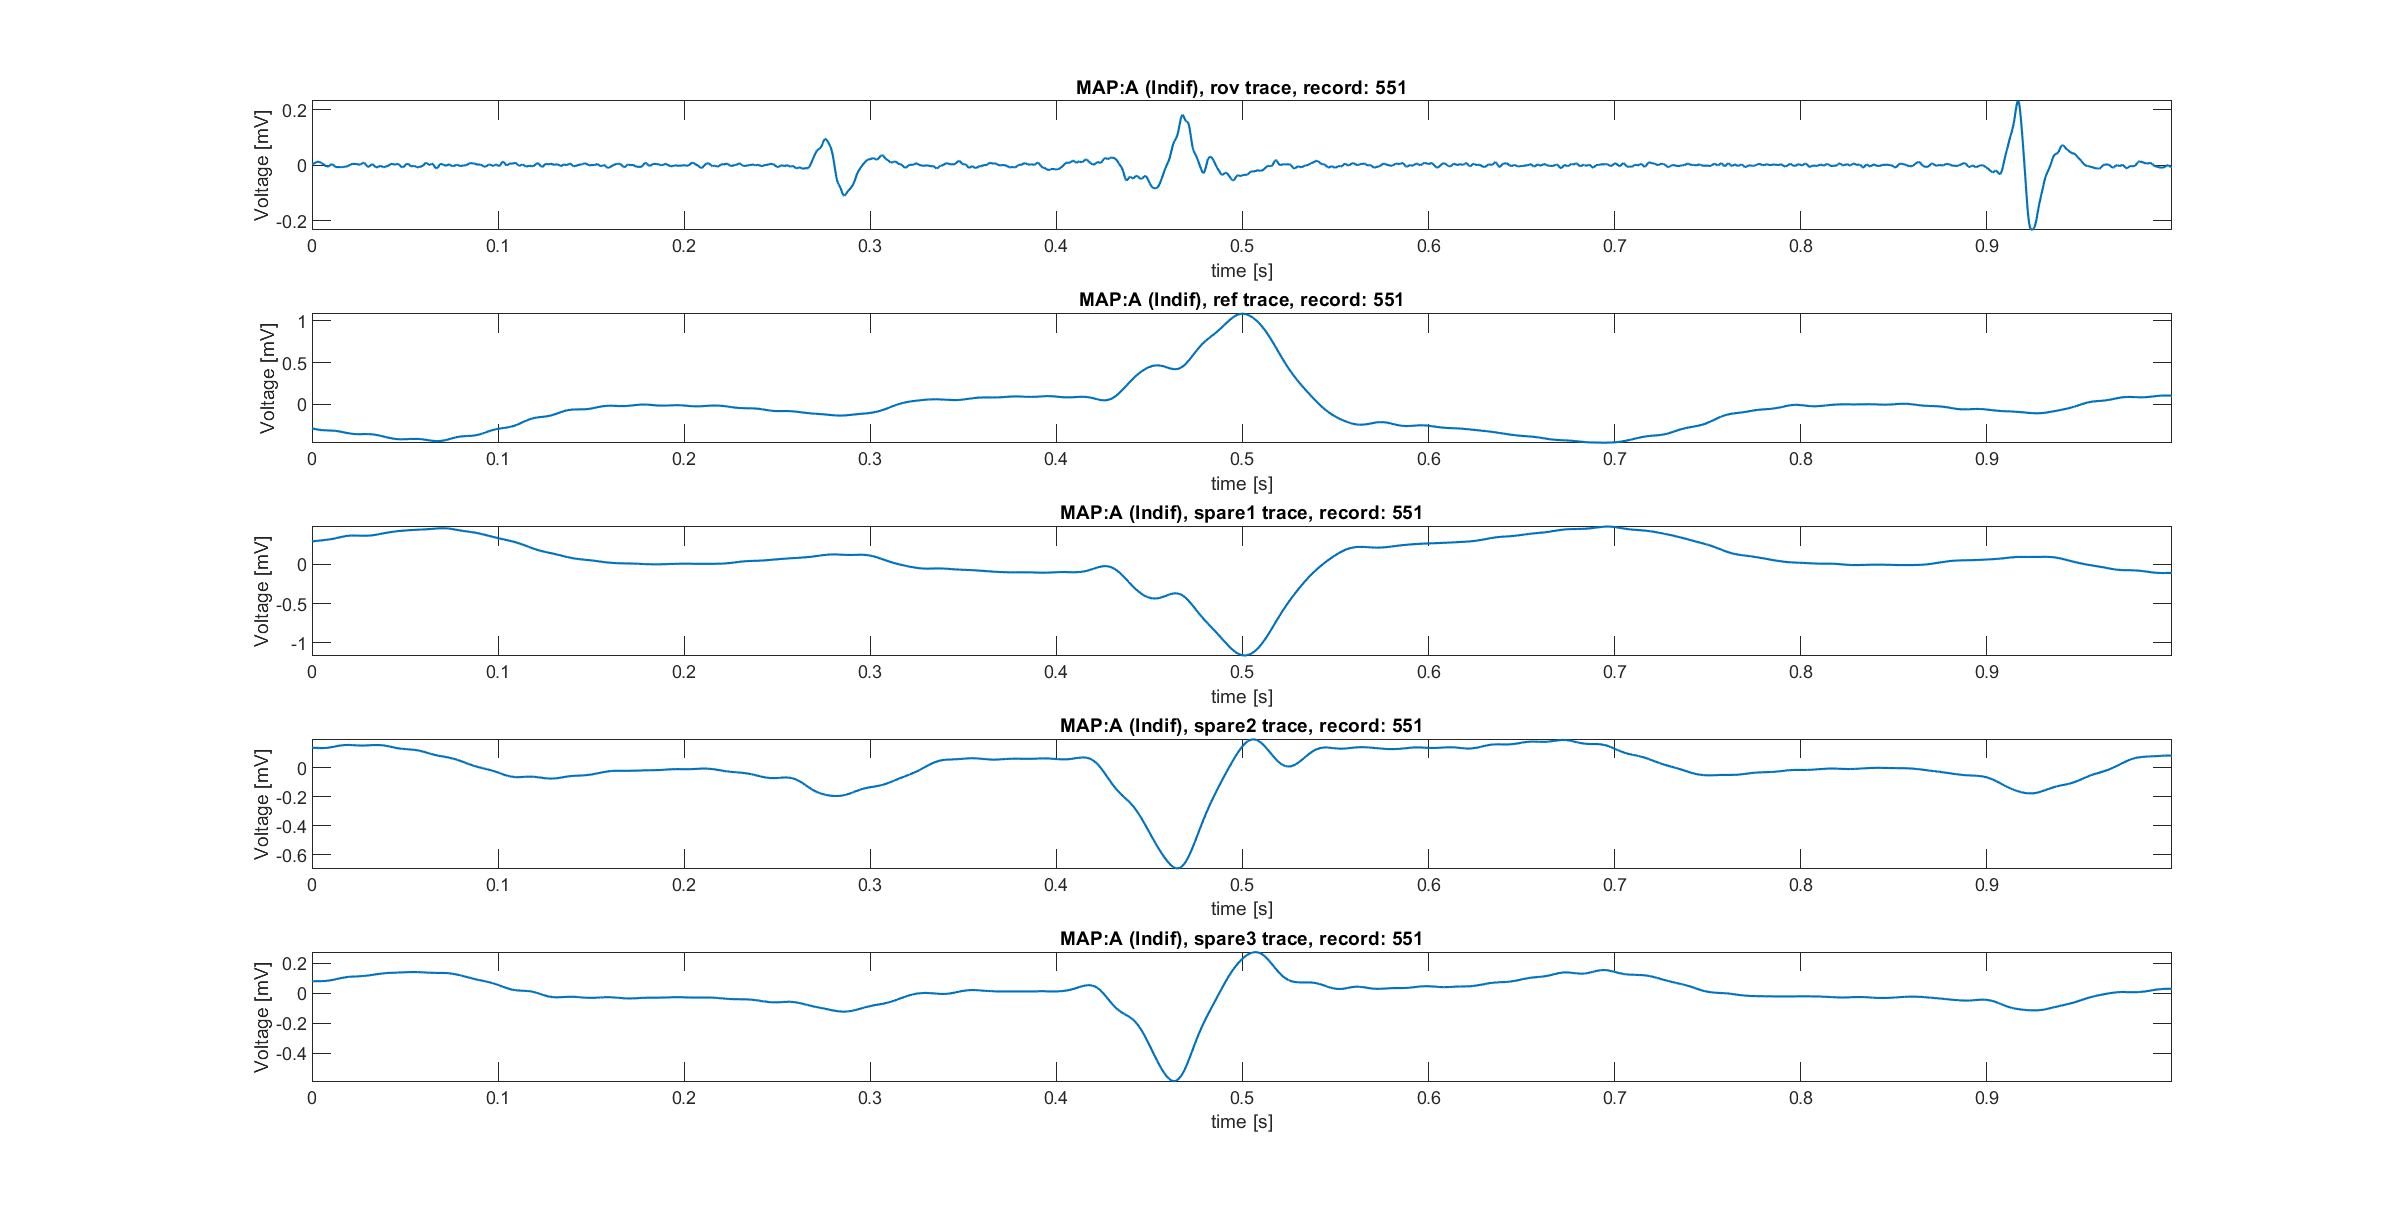 MAP:A (Indif), rov trace, record: 551
Voltage [mV]
0.2
0
-0.2
0 0.1 0.2 0.3 0.4 0.5 0.6 0.7 0.8 0.9
time [s]
MAP:A (Indif), ref trace, record: 551
Voltage [mV]
1
0.5
0
0 0.1 0.2 0.3 0.4 0.5 0.6 0.7 0.8 0.9
time [s]
MAP:A (Indif), spare1 trace, record: 551
Voltage [mV]
0
-0.5
-1
0 0.1 0.2 0.3 0.4 0.5 0.6 0.7 0.8 0.9
time [s]
MAP:A (Indif), spare2 trace, record: 551
Voltage [mV]
0
-0.2
-0.4
-0.6
0 0.1 0.2 0.3 0.4 0.5 0.6 0.7 0.8 0.9
time [s]
MAP:A (Indif), spare3 trace, record: 551
Voltage [mV]
0.2
0
-0.2
-0.4
0 0.1 0.2 0.3 0.4 0.5 0.6 0.7 0.8 0.9
time [s]